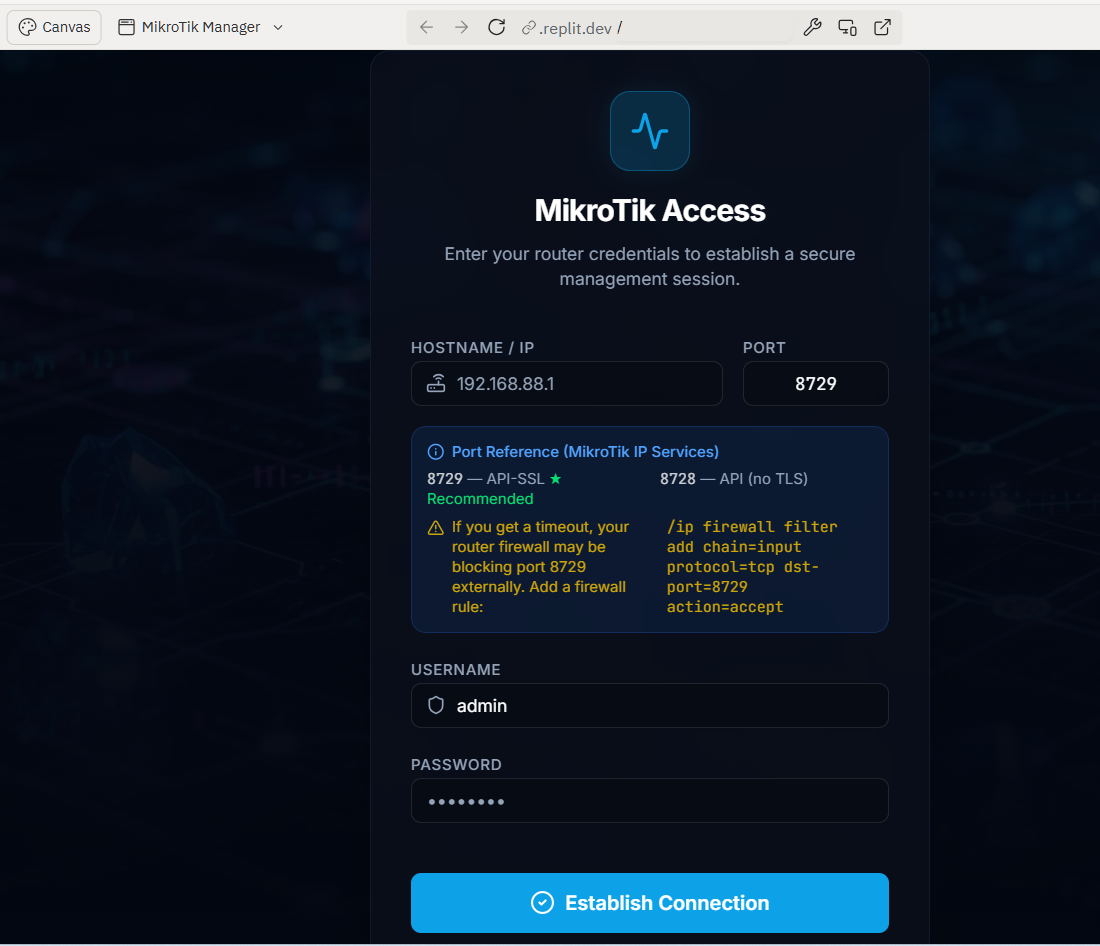 Canvas
MikroTik Manager
.replit.dev /
MikroTik Access
Enter your router credentials to establish a secure
management session.
HOSTNAME / IP
PORT
192.168.88.1
8729
Port Reference (MikroTik IP Services)
8729 — API-SSL ★
Recommended
8728 — API (no TLS)
If you get a timeout, your
router firewall may be
blocking port 8729
externally. Add a firewall
rule:
/ip firewall filter
add chain=input
protocol=tcp dst-
port=8729
action=accept
USERNAME
admin
PASSWORD
••••••••
Establish Connection